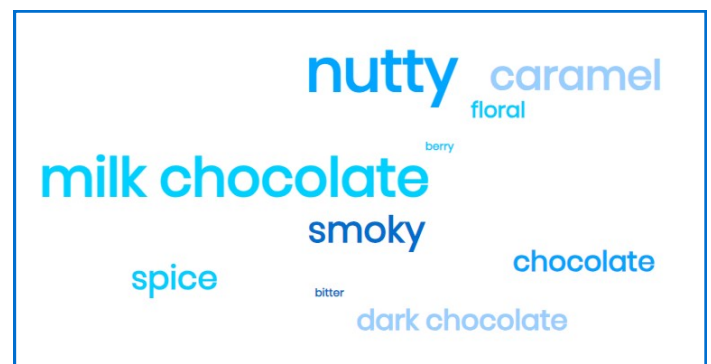 nutty
caramel
floral
berry
milk chocolate
smoky
chocolate
spice
bitter
dark chocolate